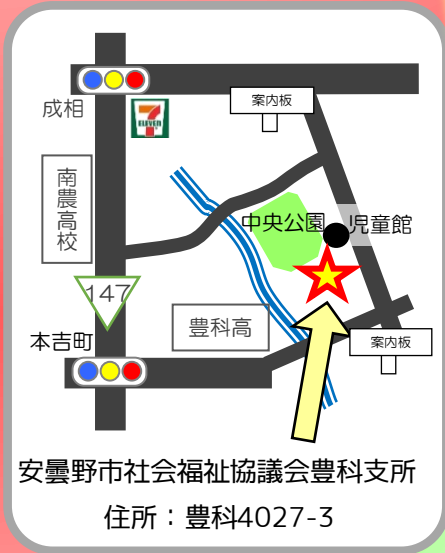 成相
7
ELEVEN
案内板
南農高校
中央公園
児童館
147
豊科高
本吉町
案内板
安曇野市社会福祉協議会豊科支所
住所：豊科4027-3